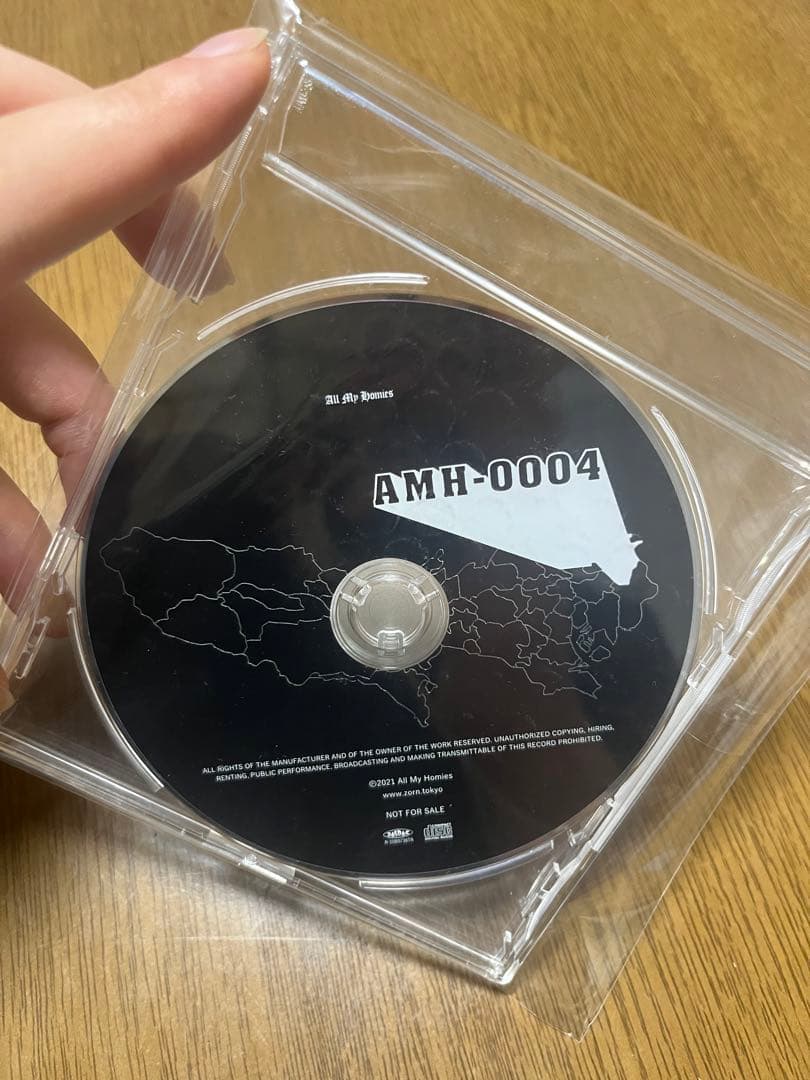 All My Homies
AMH-0004
ALL RIGHTS OF THE MANUFACTURER AND OF THE OWNER OF THE WORK RESERVED. UNAUTHORIZED COPYING, HIRING,
RENTING, PUBLIC PERFORMANCE, BROADCASTING AND MAKING TRANSMITTABLE OF THIS RECORD PROHIBITED.
©2021 All My Homies
www.zorn.tokyo
NOT FOR SALE